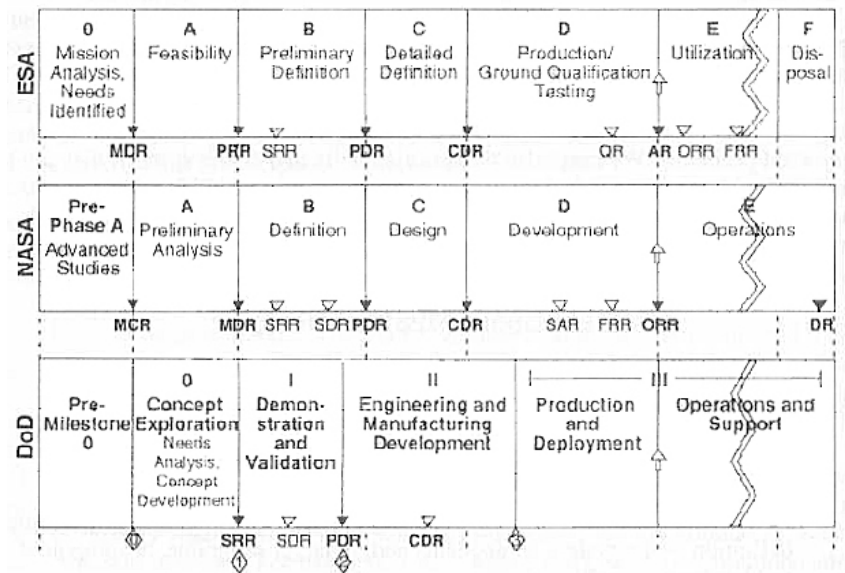 ESA
0 A B C D E F
Mission Analysis, Needs Identified
Feasibility
Preliminary Definition
Detailed Definition
Production/ Ground Qualification Testing
Utilization
Dis-posal
MDR PRR SRR PDR CDR QR AR ORR FRR
NASA
Pre-Phase A
Advanced Studies
A
Preliminary Analysis
B
Definition
C
Design
D
Development
E
Operations
MCR MDR SRR SDR PDR CDR SAR FRR ORR DR
DoD
Pre-Milestone 0
0
Concept Exploration
Needs Analysis, Concept Development
I
Demon-stration and Validation
II
Engineering and Manufacturing Development
III
Production and Deployment
Operations and Support
SRR SDR PDR CDR